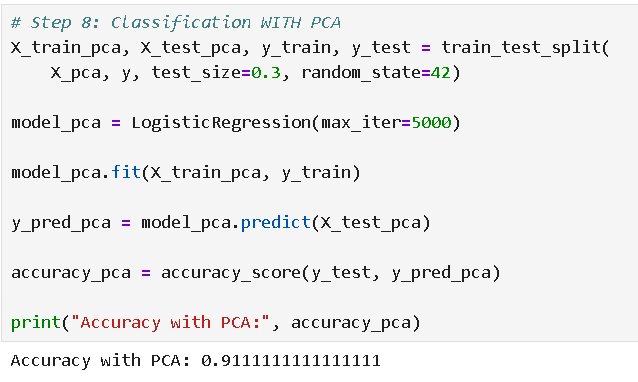 # Step 8: Classification WITH PCA
X_train_pca, X_test_pca, y_train, y_test = train_test_split(
    X_pca, y, test_size=0.3, random_state=42)
model_pca = LogisticRegression(max_iter=5000)
model_pca.fit(X_train_pca, y_train)
y_pred_pca = model_pca.predict(X_test_pca)
accuracy_pca = accuracy_score(y_test, y_pred_pca)
print("Accuracy with PCA:", accuracy_pca)
Accuracy with PCA: 0.9111111111111111